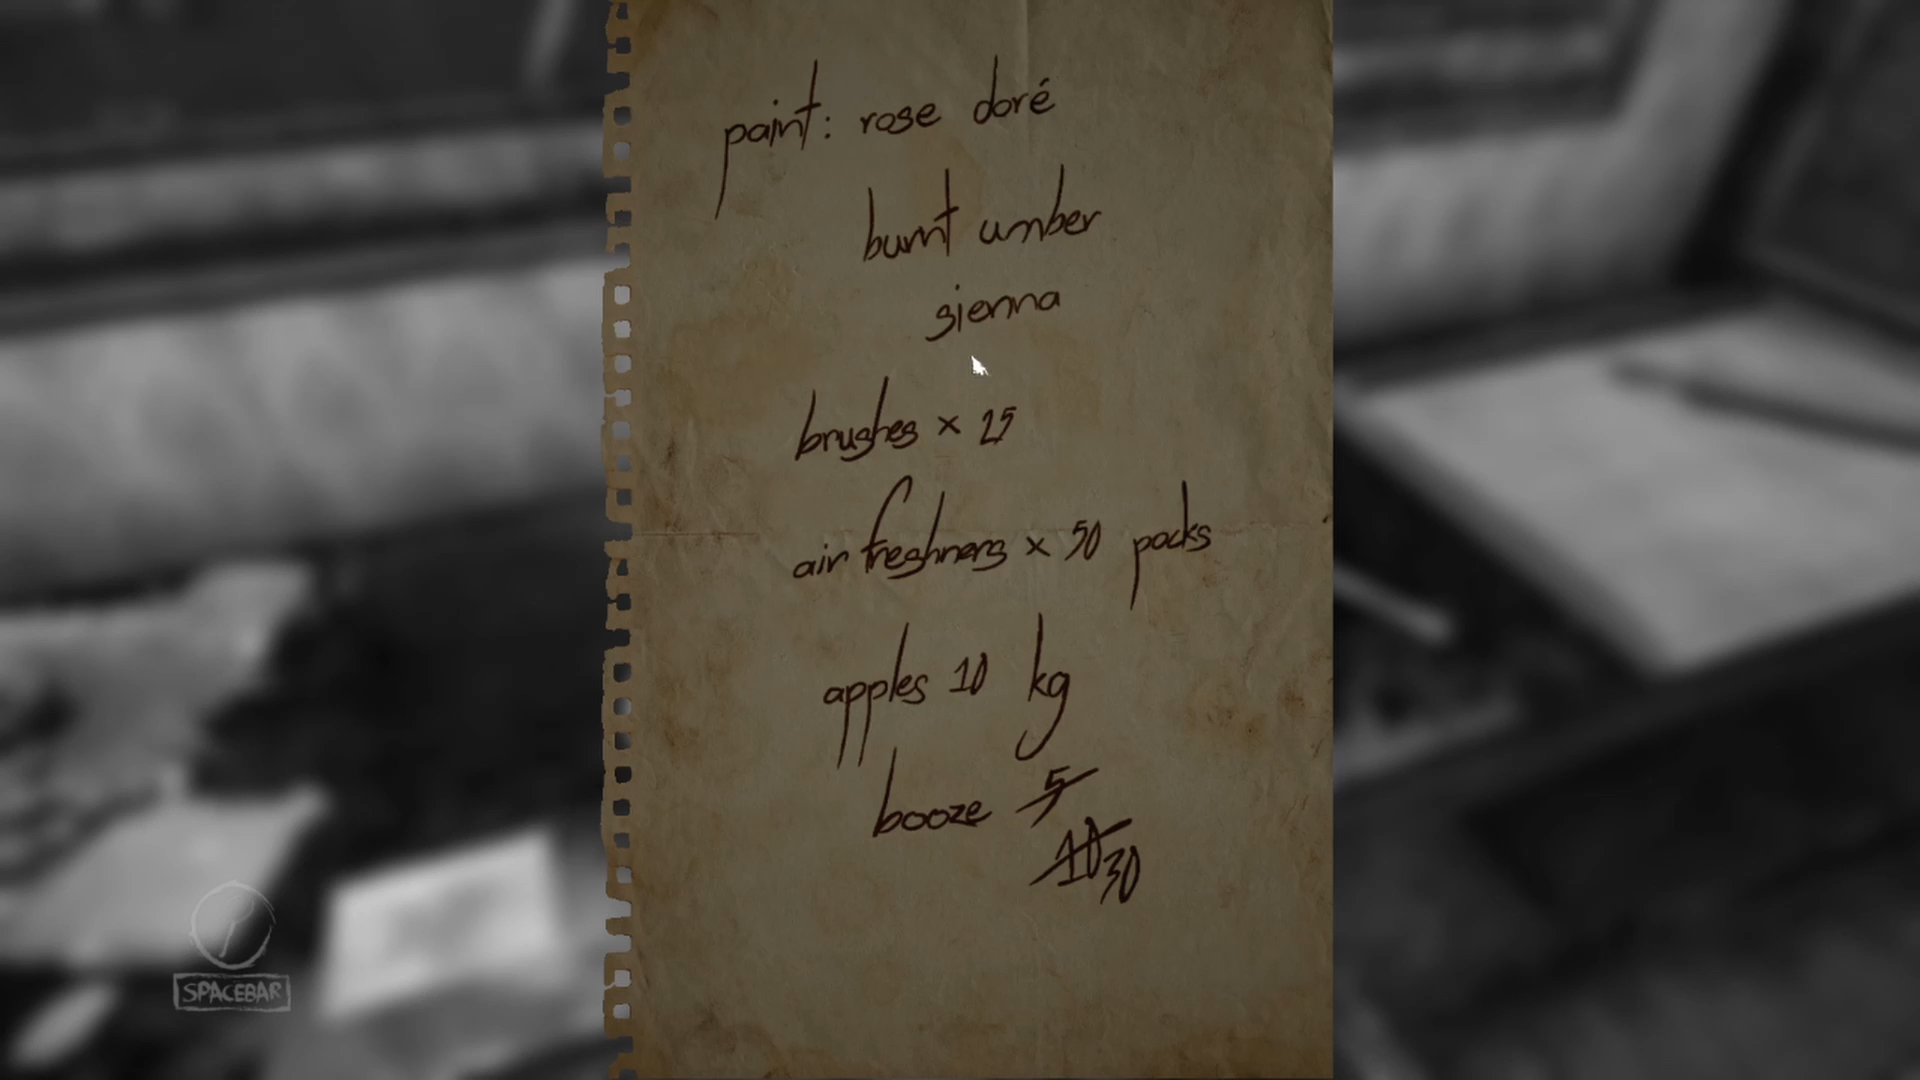 paint: rose doré
burnt umber
sienna
brushes × 25
air freshners × 50 packs
apples 10 kg
booze 5
10 30
SPACEBAR